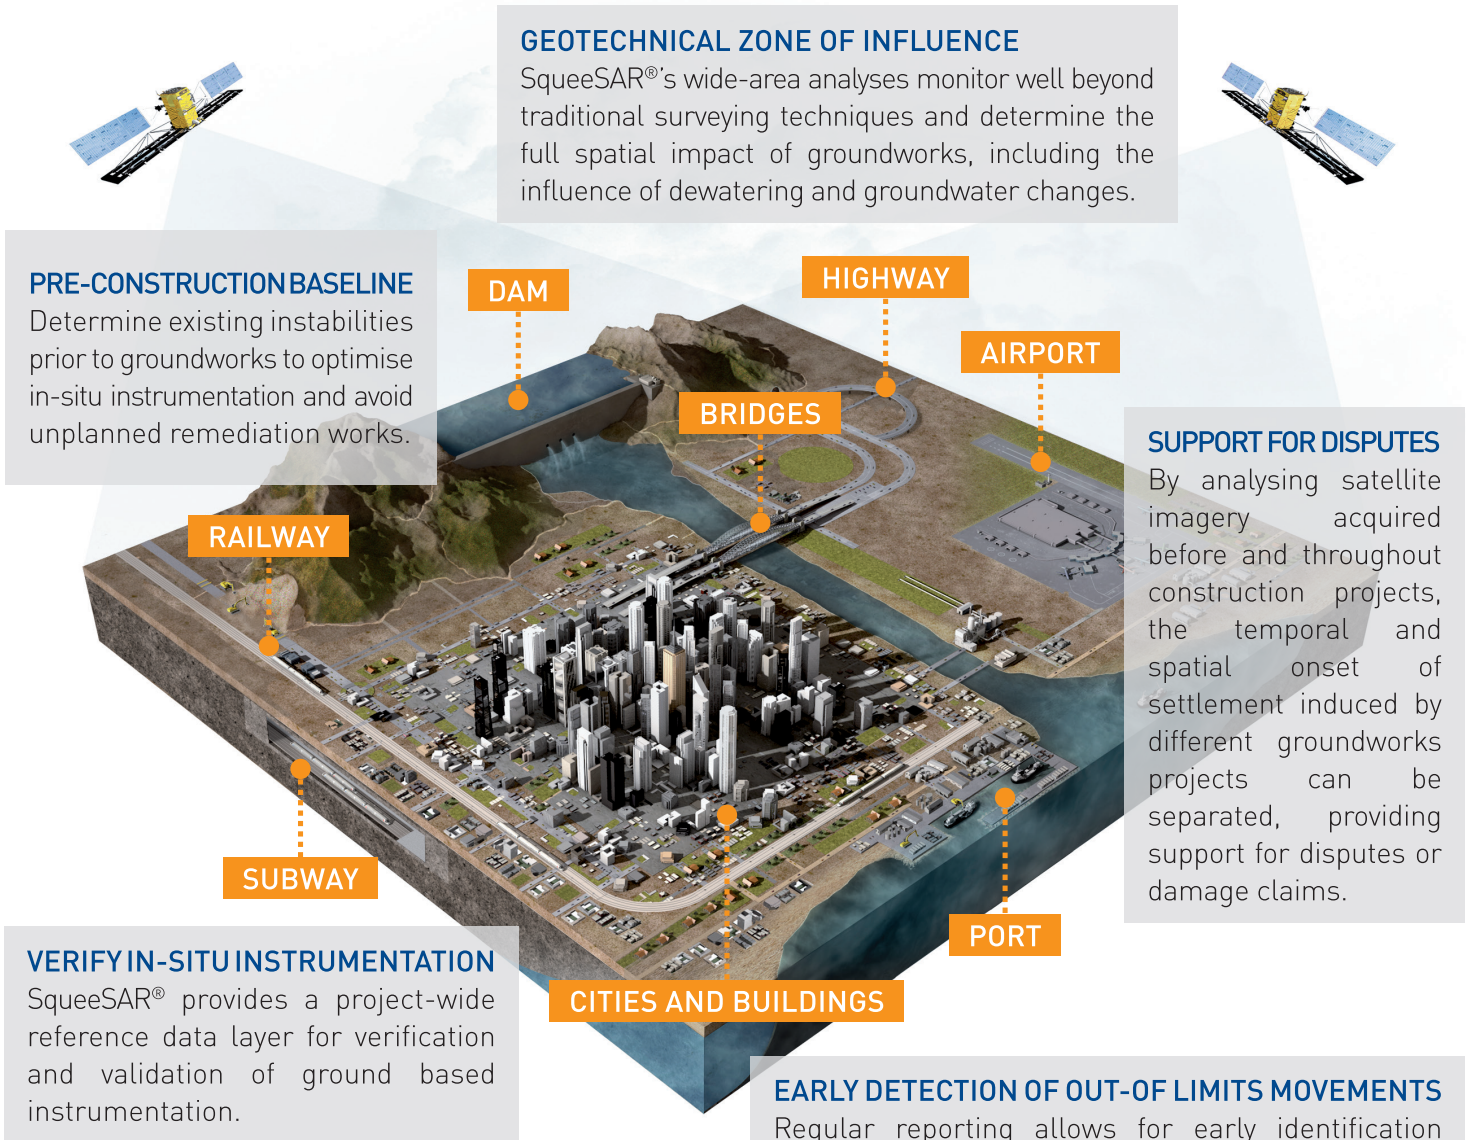 GEOTECHNICAL ZONE OF INFLUENCE
SqueeSAR®’s wide-area analyses monitor well beyond
traditional surveying techniques and determine the
full spatial impact of groundworks, including the
influence of dewatering and groundwater changes.
PRE-CONSTRUCTION BASELINE
Determine existing instabilities
prior to groundworks to optimise
in-situ instrumentation and avoid
unplanned remediation works.
DAM
HIGHWAY
AIRPORT
BRIDGES
RAILWAY
SUPPORT FOR DISPUTES
By analysing satellite
imagery acquired
before and throughout
construction projects,
the temporal and
spatial onset of
settlement induced by
different groundworks
projects can be
separated, providing
support for disputes or
damage claims.
SUBWAY
PORT
CITIES AND BUILDINGS
VERIFY IN-SITU INSTRUMENTATION
SqueeSAR® provides a project-wide
reference data layer for verification
and validation of ground based
instrumentation.
EARLY DETECTION OF OUT-OF LIMITS MOVEMENTS
Regular reporting allows for early identification